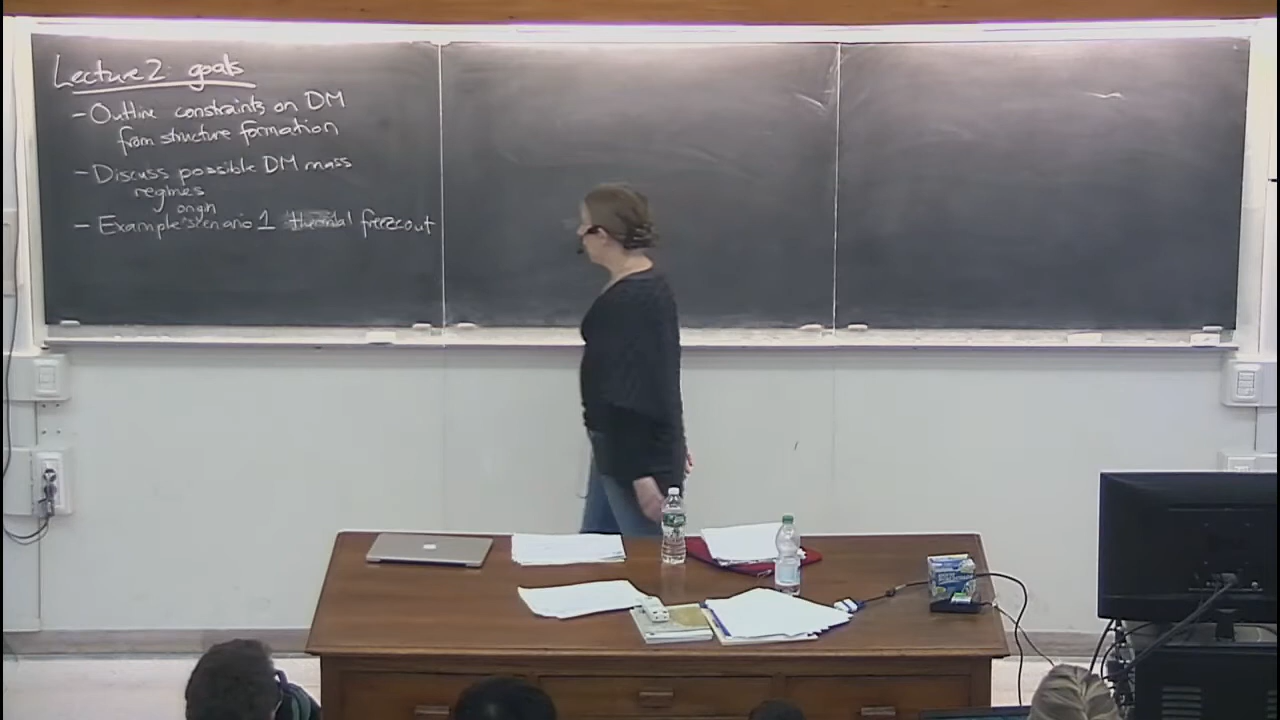 Lecture 2 goals
- Outline constraints on DM
from structure formation
- Discuss possible DM mass
regimes
origin
- Example scenario 1 thermal freezeout